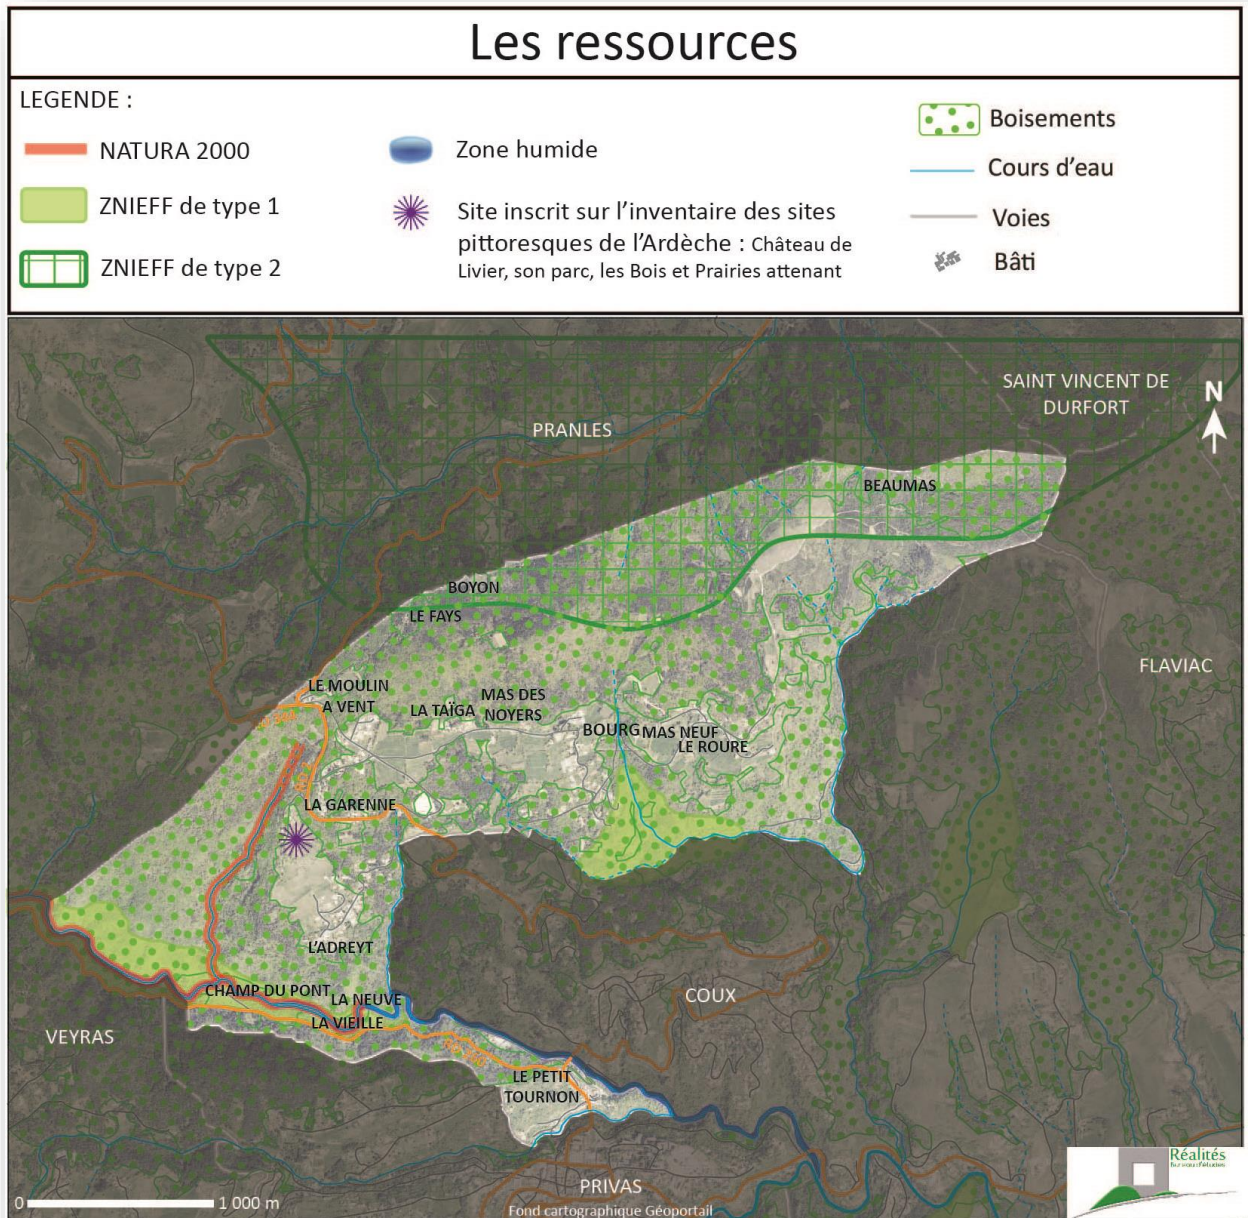 Les ressources
LEGENDE :
NATURA 2000
ZNIEFF de type 1
ZNIEFF de type 2
Zone humide
Site inscrit sur l'inventaire des sites
pittoresques de l'Ardèche : Château de
Livier, son parc, les Bois et Prairies attenant
Boisements
Cours d'eau
Voies
Bâti
SAINT VINCENT DE
DURFORT
N
PRANLES
BEAUMAS
BOYON
LE FAYS
FLAVIAC
LE MOULIN
A VENT
LA TAÏGA
MAS DES
NOYERS
BOURG
MAS NEUF
LE ROURE
LA GARENNE
L'ADREYT
CHAMP DU PONT
LA NEUVE
LA VIEILLE
COUX
VEYRAS
LE PETIT
TOURNON
PRIVAS
Fond cartographique Géoportail
0
1 000 m
Réalités
Bureau d'études